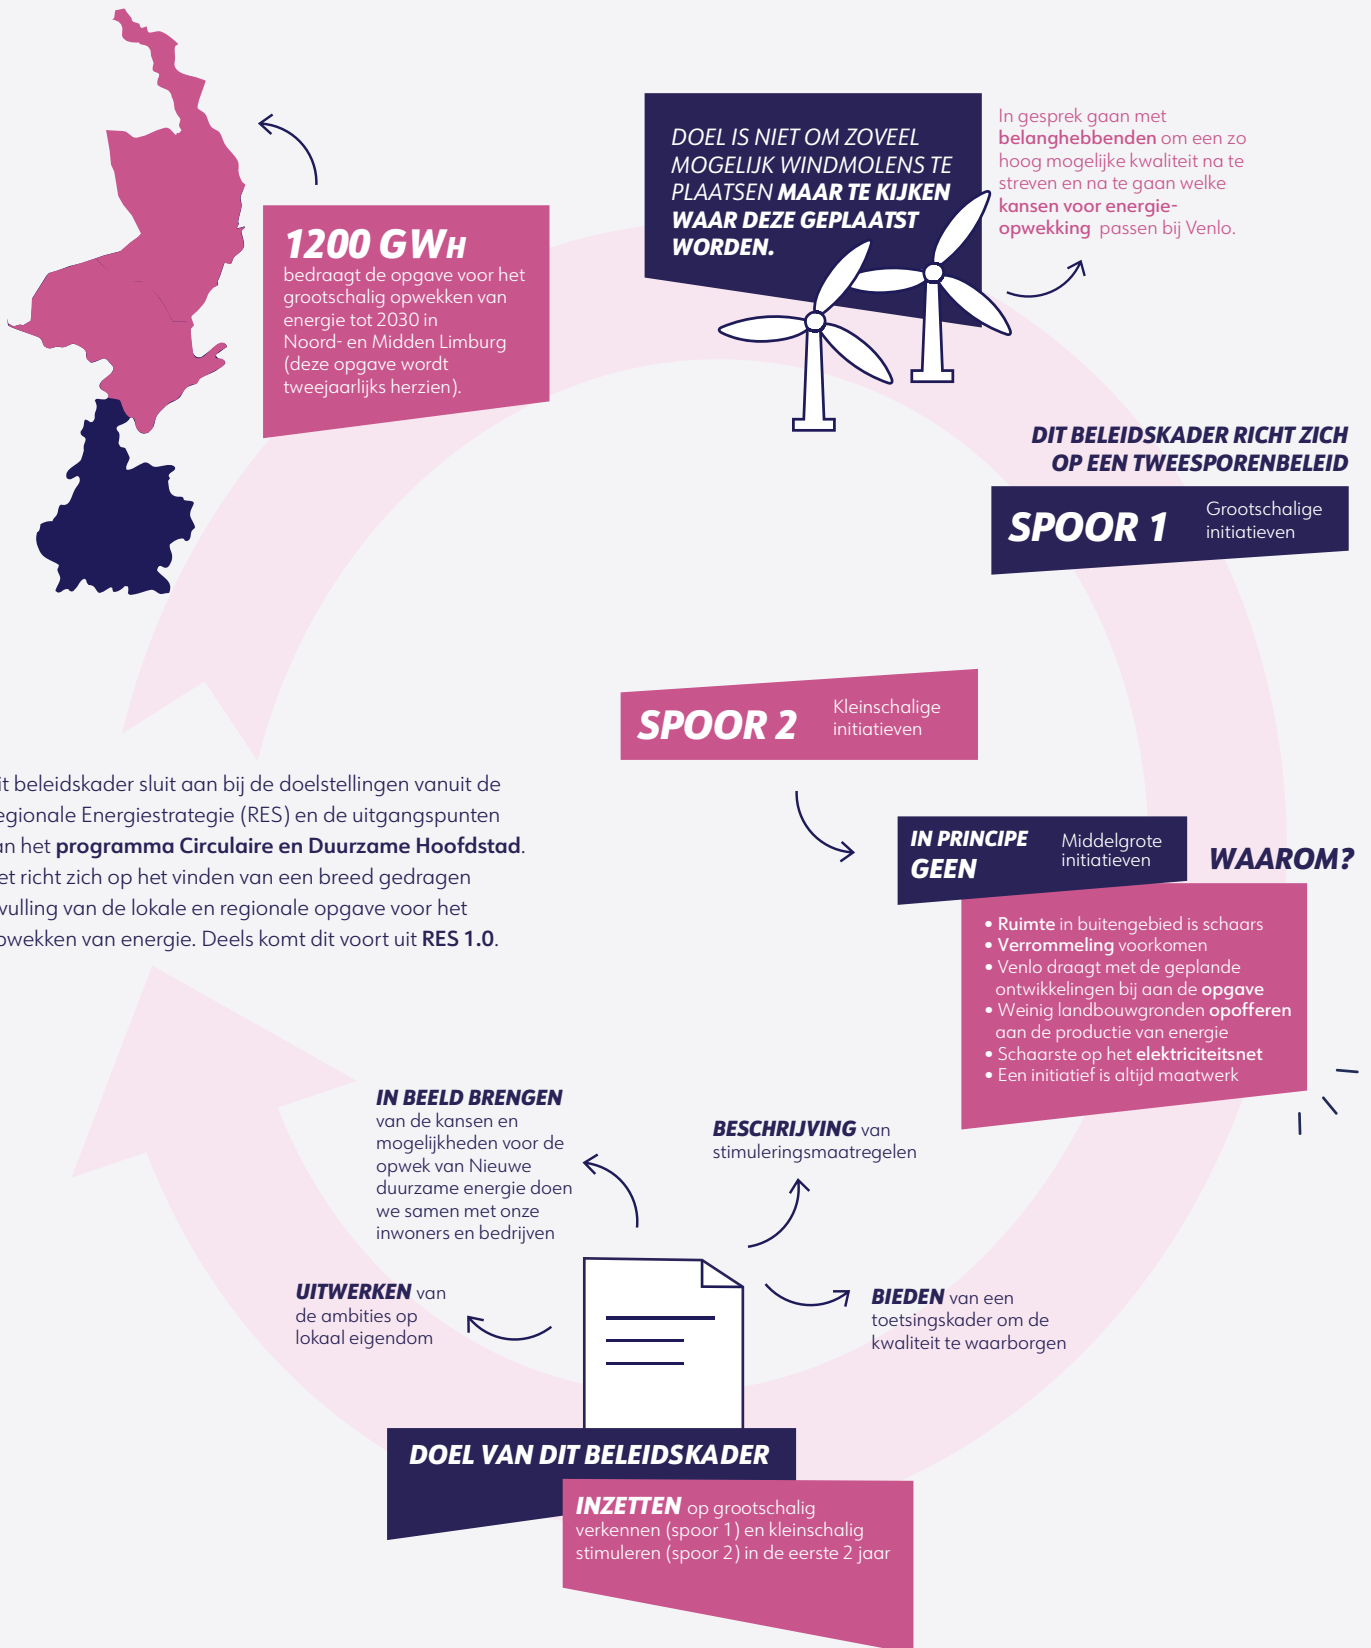 1200 GWH
bedraagt de opgave voor het
grootschalig opwekken van
energie tot 2030 in
Noord- en Midden Limburg
(deze opgave wordt
tweejaarlijks herzien).
DOEL IS NIET OM ZOVEEL
MOGELIJK WINDMOLENS TE
PLAATSEN MAAR TE KIJKEN
WAAR DEZE GEPLAATST
WORDEN.
In gesprek gaan met
belanghebbenden om een zo
hoog mogelijke kwaliteit na te
streven en na te gaan welke
kansen voor energie-
opwekking passen bij Venlo.
DIT BELEIDSKADER RICHT ZICH
OP EEN TWEESPORENBELEID
SPOOR 1
Grootschalige
initiatieven
SPOOR 2
Kleinschalige
initiatieven
IN PRINCIPE
GEEN
Middelgrote
initiatieven
WAAROM?
• Ruimte in buitengebied is schaars
• Verrommeling voorkomen
• Venlo draagt met de geplande
ontwikkelingen bij aan de opgave
• Weinig landbouwgronden opofferen
aan de productie van energie
• Schaarste op het elektriciteitsnet
• Een initiatief is altijd maatwerk
it beleidskader sluit aan bij de doelstellingen vanuit de
egionale Energiestrategie (RES) en de uitgangspunten
an het programma Circulaire en Duurzame Hoofdstad.
et richt zich op het vinden van een breed gedragen
vulling van de lokale en regionale opgave voor het
pwekken van energie. Deels komt dit voort uit RES 1.0.
IN BEELD BRENGEN
van de kansen en
mogelijkheden voor de
opwek van Nieuwe
duurzame energie doen
we samen met onze
inwoners en bedrijven
BESCHRIJVING van
stimuleringsmaatregelen
UITWERKEN van
de ambities op
lokaal eigendom
BIEDEN van een
toetsingskader om de
kwaliteit te waarborgen
DOEL VAN DIT BELEIDSKADER
INZETTEN op grootschalig
verkennen (spoor 1) en kleinschalig
stimuleren (spoor 2) in de eerste 2 jaar